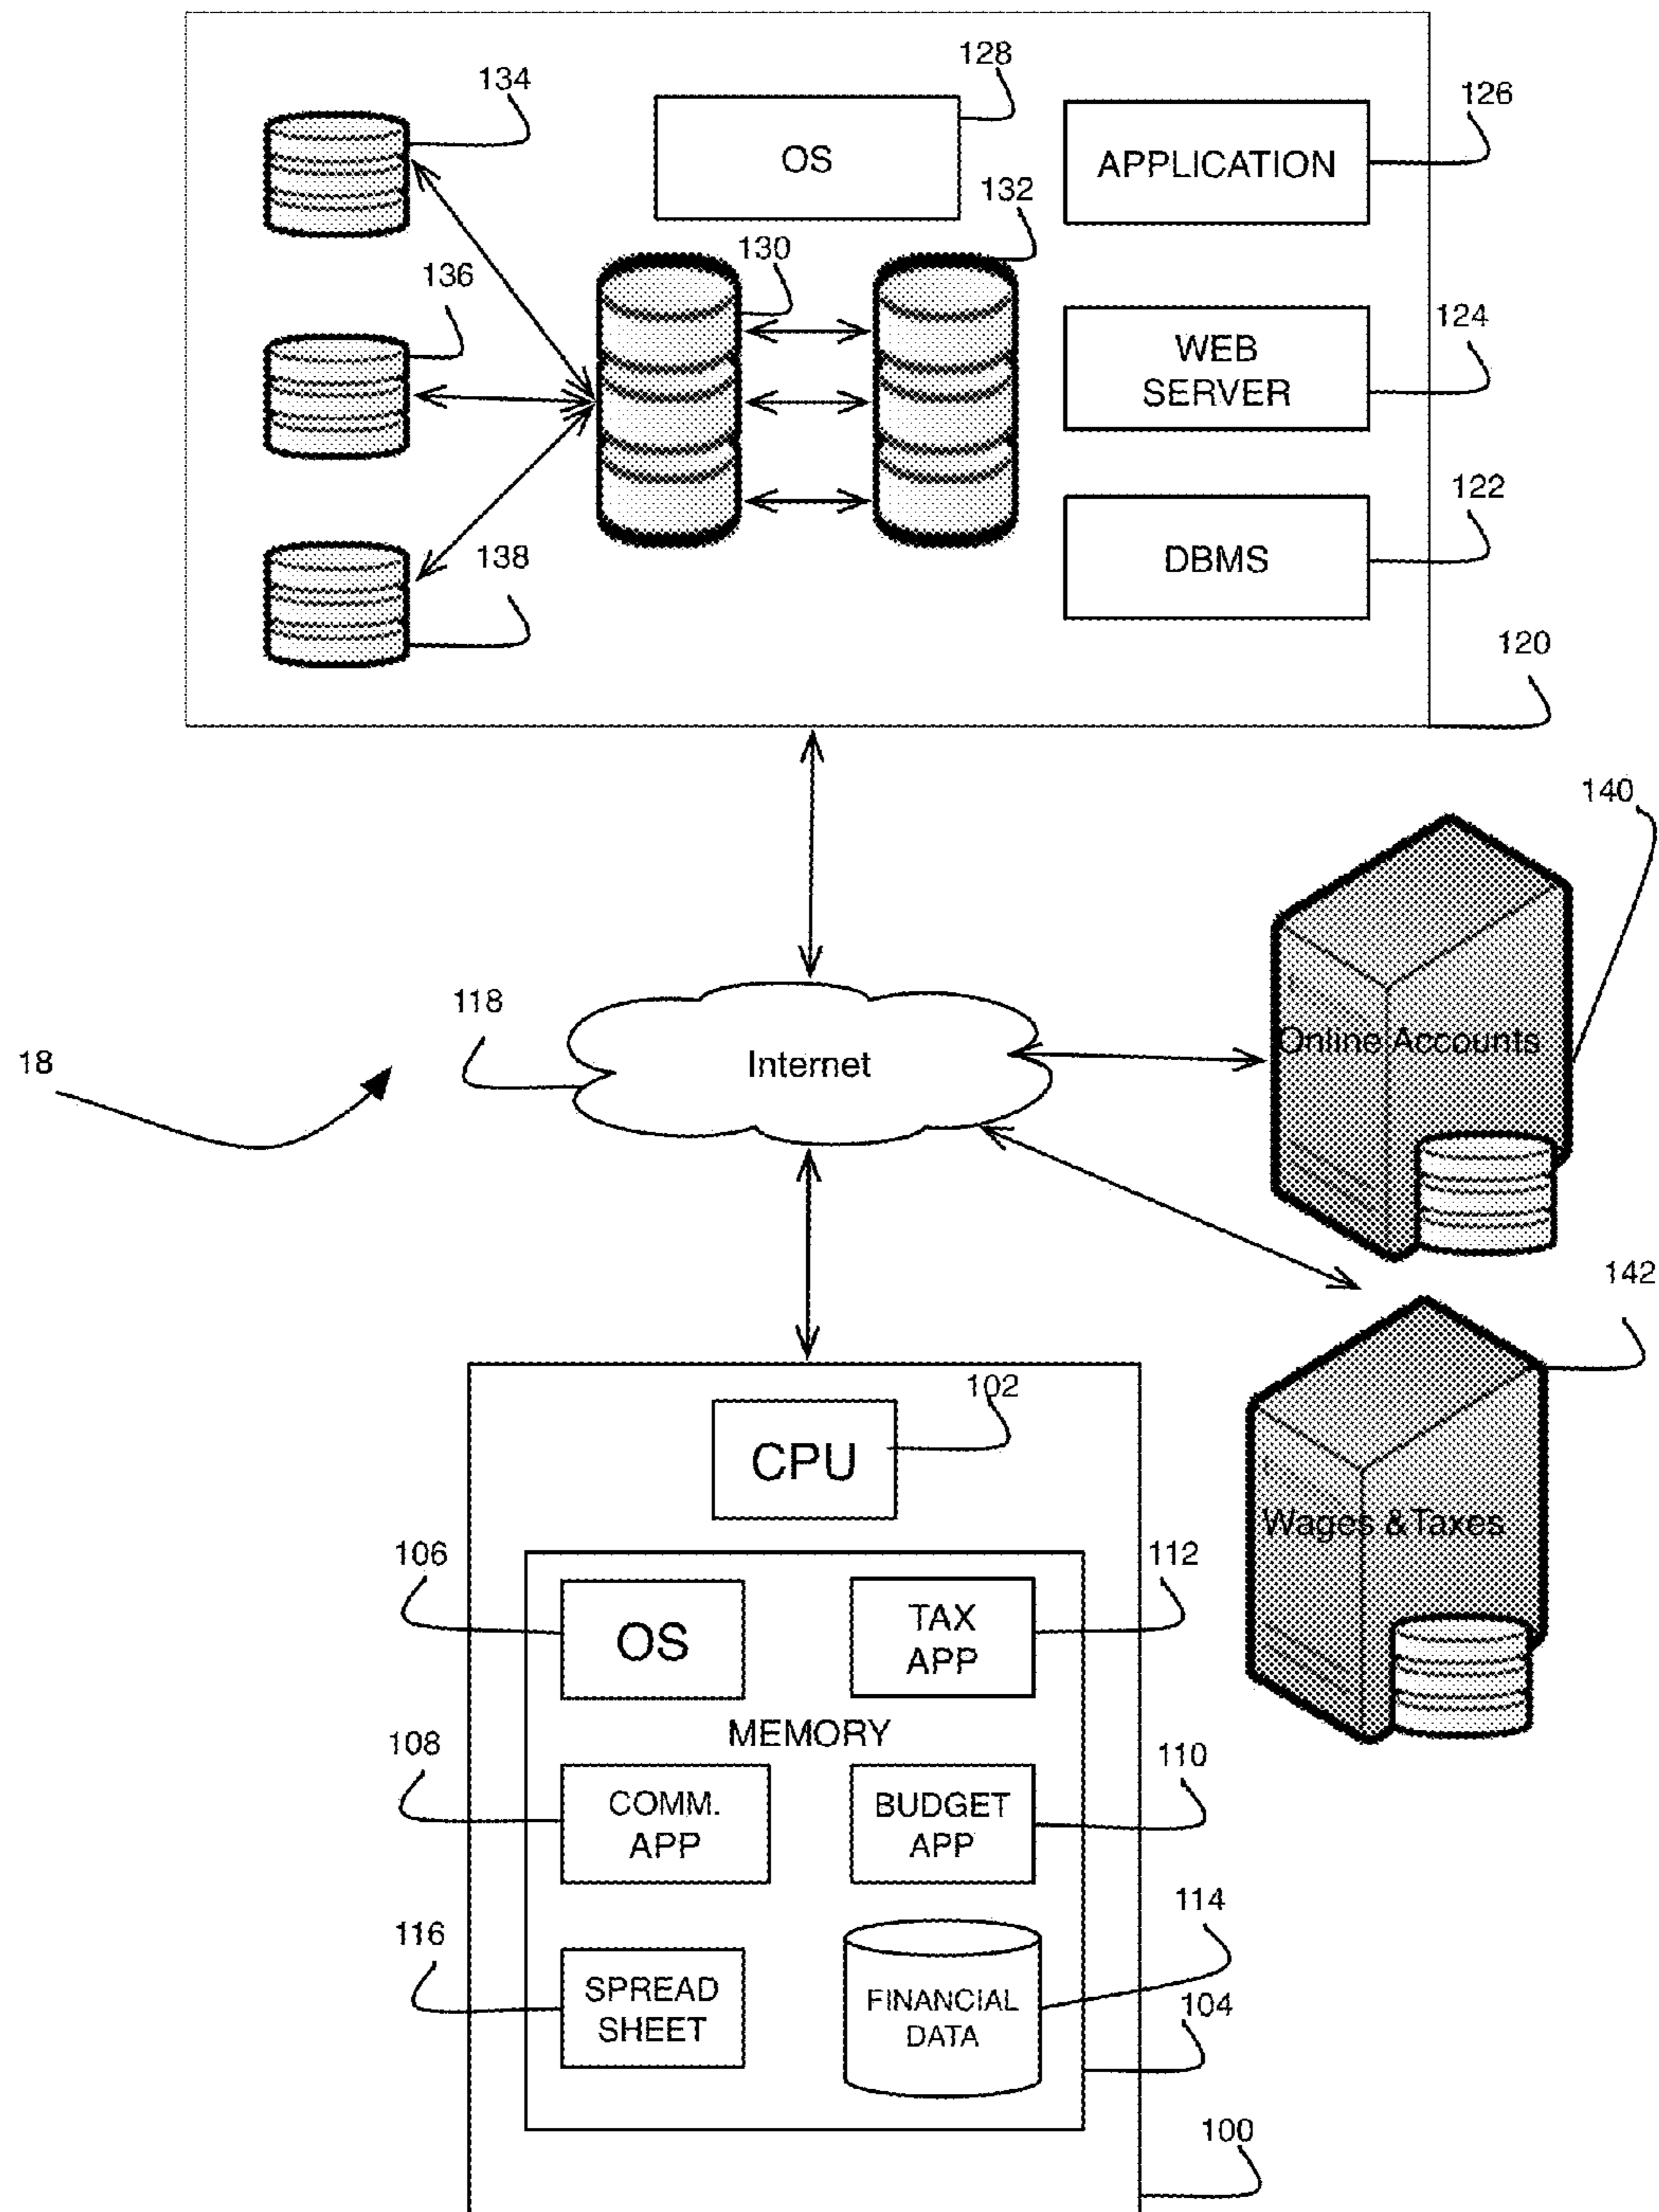 128
134
126
OS
APPLICATION
132
130
136
124
WEB
SERVER
122
138
DBMS
120
140
118
18
Internet
Online Accounts
142
102
CPU
106
112
OS
TAX
APP
Wages & Taxes
MEMORY
108
110
COMM.
APP
BUDGET
APP
114
116
SPREAD
SHEET
FINANCIAL
DATA
104
100